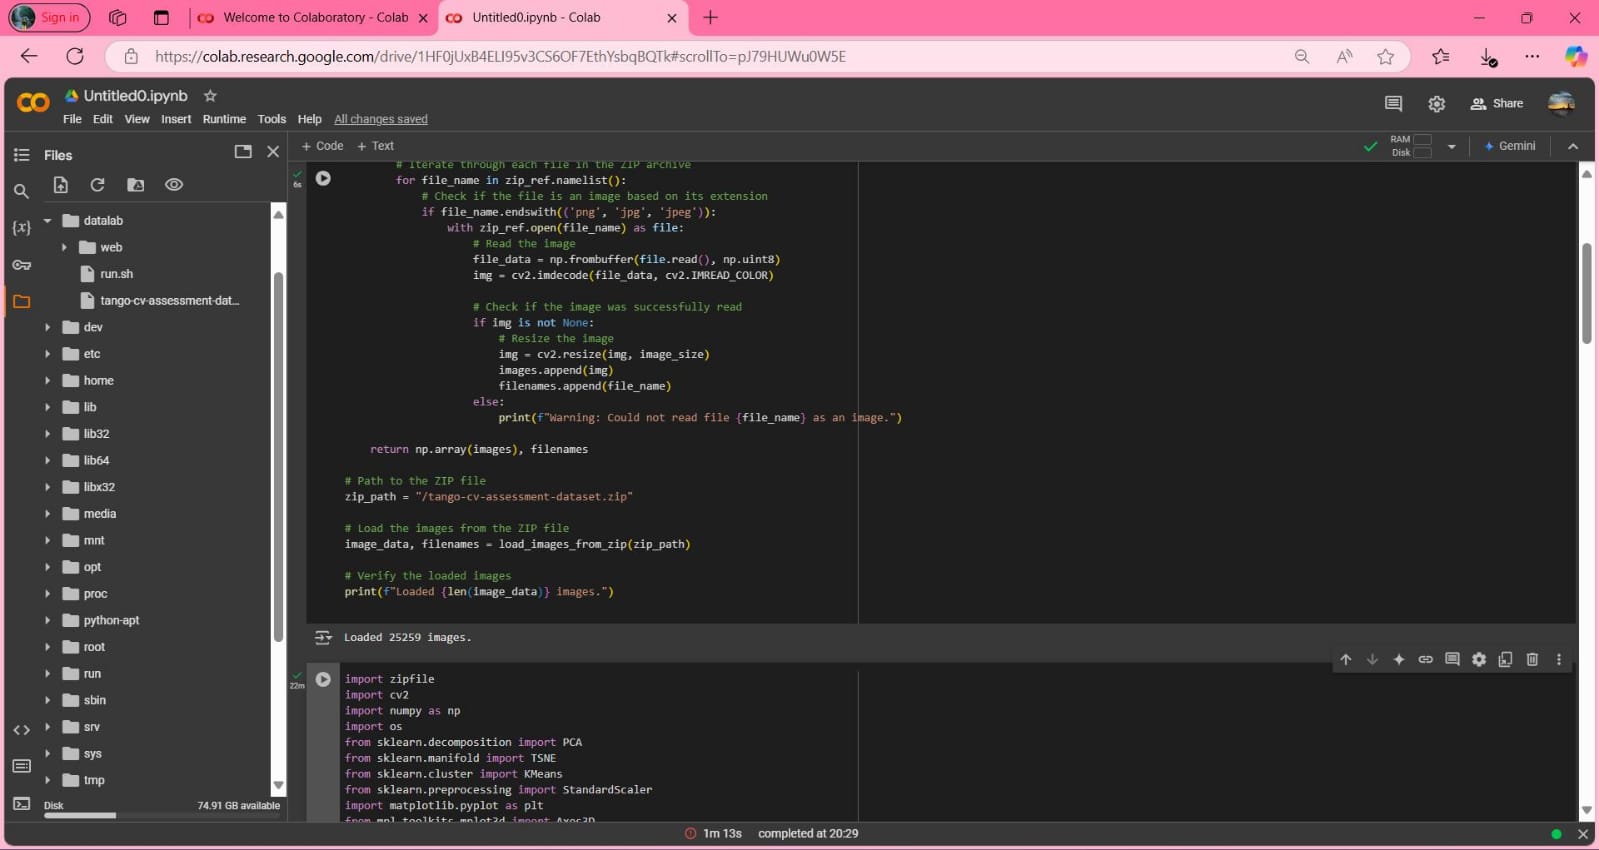 Sign in
Welcome to Colaboratory - Colab
Untitled0.ipynb - Colab
https://colab.research.google.com/drive/1HF0jUxB4ELI95v3CS6OF7EthYsbqBQTk#scrollTo=pJ79HUWu0W5E
CO
Untitled0.ipynb
File Edit View Insert Runtime Tools Help All changes saved
Share
Files
+ Code + Text
RAM
Disk
Gemini
datalab
web
run.sh
tango-cv-assessment-dat...
dev
etc
home
lib
lib32
lib64
libx32
media
mnt
opt
proc
python-apt
root
run
sbin
srv
sys
tmp
Disk 74.91 GB available
6s
# Iterate through each file in the ZIP archive
for file_name in zip_ref.namelist():
# Check if the file is an image based on its extension
if file_name.endswith(('png', 'jpg', 'jpeg')):
with zip_ref.open(file_name) as file:
# Read the image
file_data = np.frombuffer(file.read(), np.uint8)
img = cv2.imdecode(file_data, cv2.IMREAD_COLOR)
# Check if the image was successfully read
if img is not None:
# Resize the image
img = cv2.resize(img, image_size)
images.append(img)
filenames.append(file_name)
else:
print(f"Warning: Could not read file {file_name} as an image.")
return np.array(images), filenames
# Path to the ZIP file
zip_path = "/tango-cv-assessment-dataset.zip"
# Load the images from the ZIP file
image_data, filenames = load_images_from_zip(zip_path)
# Verify the loaded images
print(f"Loaded {len(image_data)} images.")
Loaded 25259 images.
22m
import zipfile
import cv2
import numpy as np
import os
from sklearn.decomposition import PCA
from sklearn.manifold import TSNE
from sklearn.cluster import KMeans
from sklearn.preprocessing import StandardScaler
import matplotlib.pyplot as plt
from mpl_toolkits.mplot3d import Axes3D
1m 13s completed at 20:29